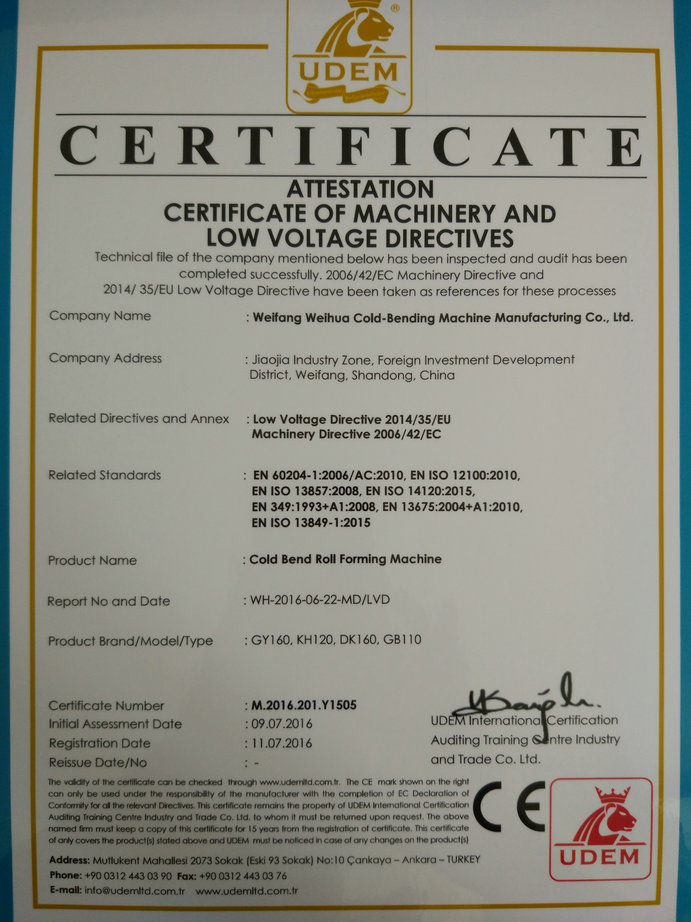 ®
UDEM
CERTIFICATE
ATTESTATION
CERTIFICATE OF MACHINERY AND
LOW VOLTAGE DIRECTIVES
Technical file of the company mentioned below has been inspected and audit has been
completed successfully. 2006/42/EC Machinery Directive and
2014/ 35/EU Low Voltage Directive have been taken as references for these processes
Company Name : Weifang Weihua Cold-Bending Machine Manufacturing Co., Ltd.
Company Address : Jiaojia Industry Zone, Foreign Investment Development
District, Weifang, Shandong, China
Related Directives and Annex : Low Voltage Directive 2014/35/EU
Machinery Directive 2006/42/EC
Related Standards : EN 60204-1:2006/AC:2010, EN ISO 12100:2010,
EN ISO 13857:2008, EN ISO 14120:2015,
EN 349:1993+A1:2008, EN 13675:2004+A1:2010,
EN ISO 13849-1:2015
Product Name : Cold Bend Roll Forming Machine
Report No and Date : WH-2016-06-22-MD/LVD
Product Brand/Model/Type : GY160, KH120, DK160, GB110
Certificate Number : M.2016.201.Y1505
Initial Assessment Date : 09.07.2016
Registration Date : 11.07.2016
Reissue Date/No : -
UDEM International Certification
Auditing Training Centre Industry
and Trade Co. Ltd.
The validity of the certificate can be checked through www.udemltd.com.tr. The CE mark shown on the right
can only be used under the responsibility of the manufacturer with the completion of EC Declaration of
Conformity for all the relevant Directives. This certificate remains the property of UDEM International Certification
Auditing Training Centre Industry and Trade Co. Ltd. to whom it must be returned upon request. The above
named firm must keep a copy of this certificate for 15 years from the registration of certificate. This certificate
of only covers the product(s) stated above and UDEM must be noticed in case of any changes on the product(s)
CE
UDEM
Address: Mutlukent Mahallesi 2073 Sokak (Eski 93 Sokak) No:10 Çankaya – Ankara – TURKEY
Phone: +90 0312 443 03 90 Fax: +90 0312 443 03 76
E-mail: info@udemltd.com.tr www.udemltd.com.tr